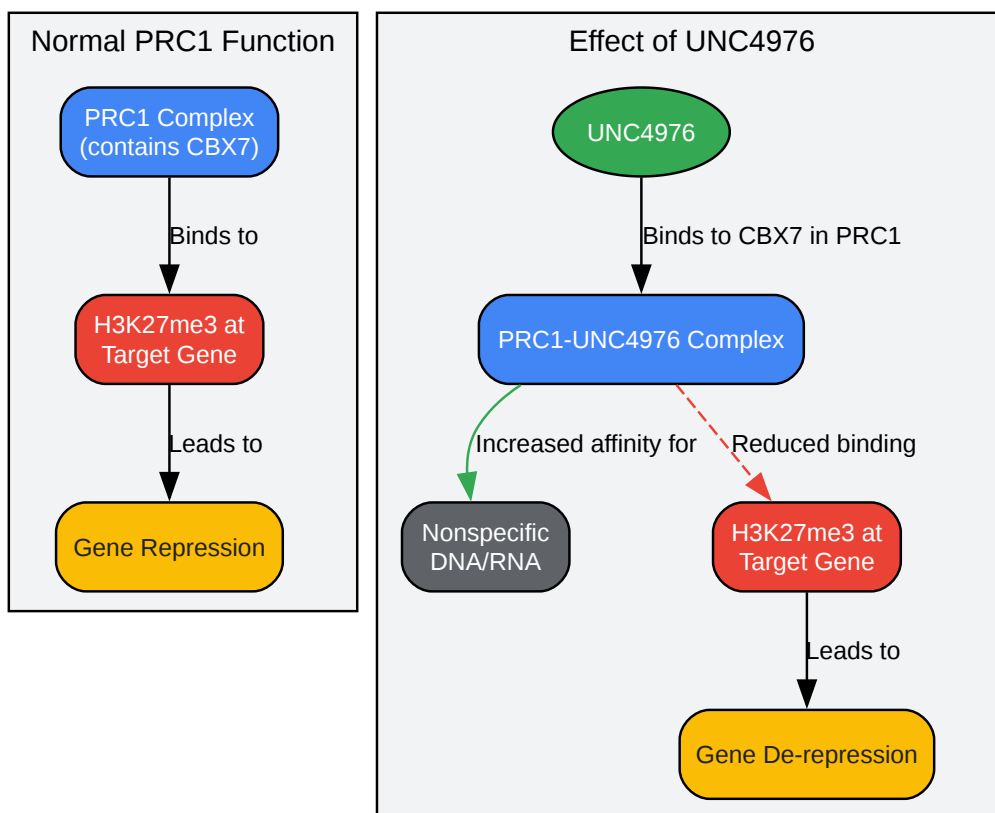 Normal PRC1 Function
PRC1 Complex
(contains CBX7)
Binds to
H3K27me3 at
Target Gene
Leads to
Gene Repression
Effect of UNC4976
UNC4976
Binds to CBX7 in PRC1
PRC1-UNC4976 Complex
Increased affinity for
Reduced binding
Nonspecific
DNA/RNA
H3K27me3 at
Target Gene
Leads to
Gene De-repression